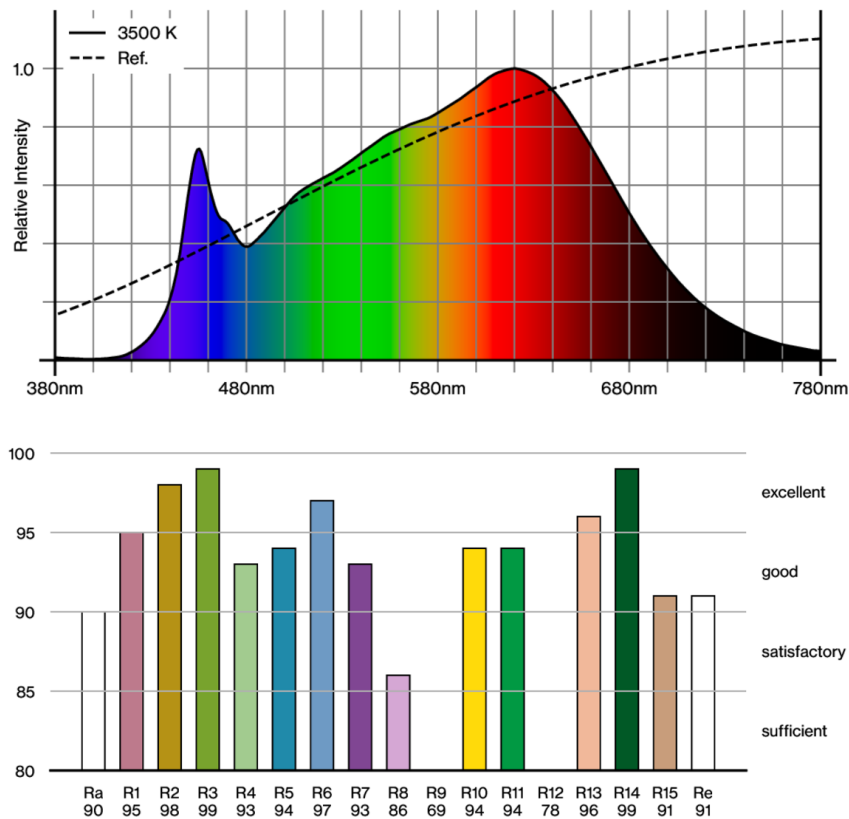 3500 K
Ref.
1.0
Relative Intensity
380nm 480nm 580nm 680nm 780nm
100
excellent
95
good
90
satisfactory
85
sufficient
80
Ra R1 R2 R3 R4 R5 R6 R7 R8 R9 R10 R11 R12 R13 R14 R15 Re
90 95 98 99 93 94 97 93 86 69 94 94 78 96 99 91 91